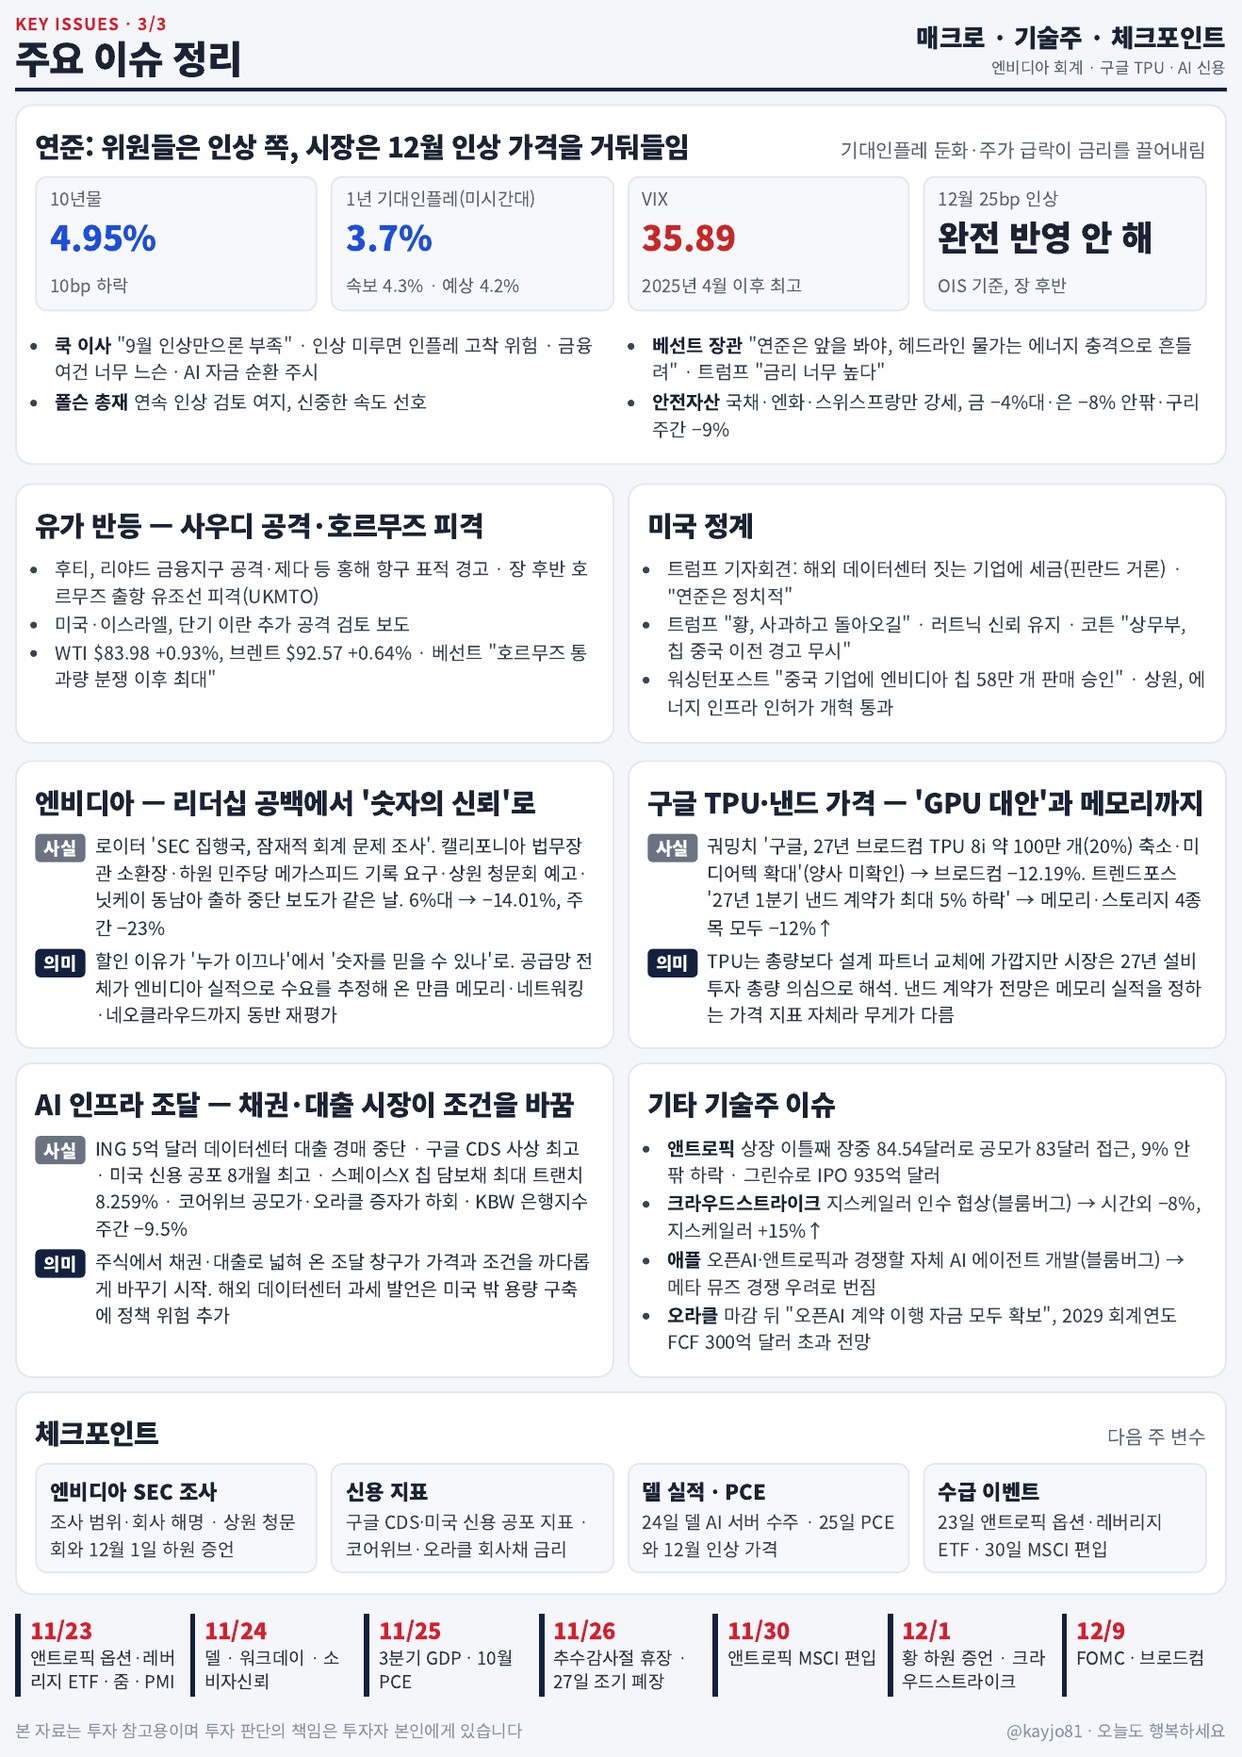 KEY ISSUES · 3/3
주요 이슈 정리
매크로 · 기술주 · 체크포인트
엔비디아 회계 · 구글 TPU · AI 신용
연준: 위원들은 인상 쪽, 시장은 12월 인상 가격을 거둬들임
기대인플레 둔화·주가 급락이 금리를 끌어내림
10년물
4.95%
10bp 하락
1년 기대인플레(미시간대)
3.7%
속보 4.3% · 예상 4.2%
VIX
35.89
2025년 4월 이후 최고
12월 25bp 인상
완전 반영 안 해
OIS 기준, 장 후반
• 쿡 이사 "9월 인상만으론 부족" · 인상 미루면 인플레 고착 위험 · 금융
여건 너무 느슨 · AI 자금 순환 주시
• 폴슨 총재 연속 인상 검토 여지, 신중한 속도 선호
• 베선트 장관 "연준은 앞을 봐야, 헤드라인 물가는 에너지 충격으로 흔들
려" · 트럼프 "금리 너무 높다"
• 안전자산 국채·엔화·스위스프랑만 강세, 금 −4%대·은 −8% 안팎·구리
주간 −9%
유가 반등 — 사우디 공격·호르무즈 피격
• 후티, 리야드 금융지구 공격·제다 등 홍해 항구 표적 경고 · 장 후반 호
르무즈 출항 유조선 피격(UKMTO)
• 미국·이스라엘, 단기 이란 추가 공격 검토 보도
• WTI $83.98 +0.93%, 브렌트 $92.57 +0.64% · 베선트 "호르무즈 통
과량 분쟁 이후 최대"
미국 정계
• 트럼프 기자회견: 해외 데이터센터 짓는 기업에 세금(핀란드 거론) ·
"연준은 정치적"
• 트럼프 "황, 사과하고 돌아오길" · 러트닉 신뢰 유지 · 코튼 "상무부,
칩 중국 이전 경고 무시"
• 워싱턴포스트 "중국 기업에 엔비디아 칩 58만 개 판매 승인" · 상원, 에
너지 인프라 인허가 개혁 통과
엔비디아 — 리더십 공백에서 '숫자의 신뢰'로
사실 로이터 'SEC 집행국, 잠재적 회계 문제 조사'. 캘리포니아 법무장
관 소환장·하원 민주당 메가스피드 기록 요구·상원 청문회 예고·
닛케이 동남아 출하 중단 보도가 같은 날. 6%대 → −14.01%, 주
간 −23%
의미 할인 이유가 '누가 이끄나'에서 '숫자를 믿을 수 있나'로. 공급망 전
체가 엔비디아 실적으로 수요를 추정해 온 만큼 메모리·네트워킹
·네오클라우드까지 동반 재평가
구글 TPU·낸드 가격 — 'GPU 대안'과 메모리까지
사실 궈밍치 '구글, 27년 브로드컴 TPU 8i 약 100만 개(20%) 축소·미
디어텍 확대'(양사 미확인) → 브로드컴 −12.19%. 트렌드포스
'27년 1분기 낸드 계약가 최대 5% 하락' → 메모리·스토리지 4종
목 모두 −12%↑
의미 TPU는 총량보다 설계 파트너 교체에 가깝지만 시장은 27년 설비
투자 총량 의심으로 해석. 낸드 계약가 전망은 메모리 실적을 정하
는 가격 지표 자체라 무게가 다름
AI 인프라 조달 — 채권·대출 시장이 조건을 바꿈
사실 ING 5억 달러 데이터센터 대출 경매 중단 · 구글 CDS 사상 최고
· 미국 신용 공포 8개월 최고 · 스페이스X 칩 담보채 최대 트랜치
8.259% · 코어위브 공모가·오라클 증자가 하회 · KBW 은행지수
주간 −9.5%
의미 주식에서 채권·대출로 넓혀 온 조달 창구가 가격과 조건을 까다롭
게 바꾸기 시작. 해외 데이터센터 과세 발언은 미국 밖 용량 구축
에 정책 위험 추가
기타 기술주 이슈
• 앤트로픽 상장 이틀째 장중 84.54달러로 공모가 83달러 접근, 9% 안
팎 하락 · 그린슈로 IPO 935억 달러
• 크라우드스트라이크 지스케일러 인수 협상(블룸버그) → 시간외 −8%,
지스케일러 +15%↑
• 애플 오픈AI·앤트로픽과 경쟁할 자체 AI 에이전트 개발(블룸버그) →
메타 뮤즈 경쟁 우려로 번짐
• 오라클 마감 뒤 "오픈AI 계약 이행 자금 모두 확보", 2029 회계연도
FCF 300억 달러 초과 전망
체크포인트
다음 주 변수
엔비디아 SEC 조사
조사 범위·회사 해명 · 상원 청문
회와 12월 1일 하원 증언
신용 지표
구글 CDS·미국 신용 공포 지표 ·
코어위브·오라클 회사채 금리
델 실적 · PCE
24일 델 AI 서버 수주 · 25일 PCE
와 12월 인상 가격
수급 이벤트
23일 앤트로픽 옵션·레버리지
ETF · 30일 MSCI 편입
11/23
앤트로픽 옵션·레버
리지 ETF · 줌 · PMI
11/24
델 · 워크데이 · 소
비자신뢰
11/25
3분기 GDP · 10월
PCE
11/26
추수감사절 휴장 ·
27일 조기 폐장
11/30
앤트로픽 MSCI 편입
12/1
황 하원 증언 · 크라
우드스트라이크
12/9
FOMC · 브로드컴
본 자료는 투자 참고용이며 투자 판단의 책임은 투자자 본인에게 있습니다
@kayjo81 · 오늘도 행복하세요